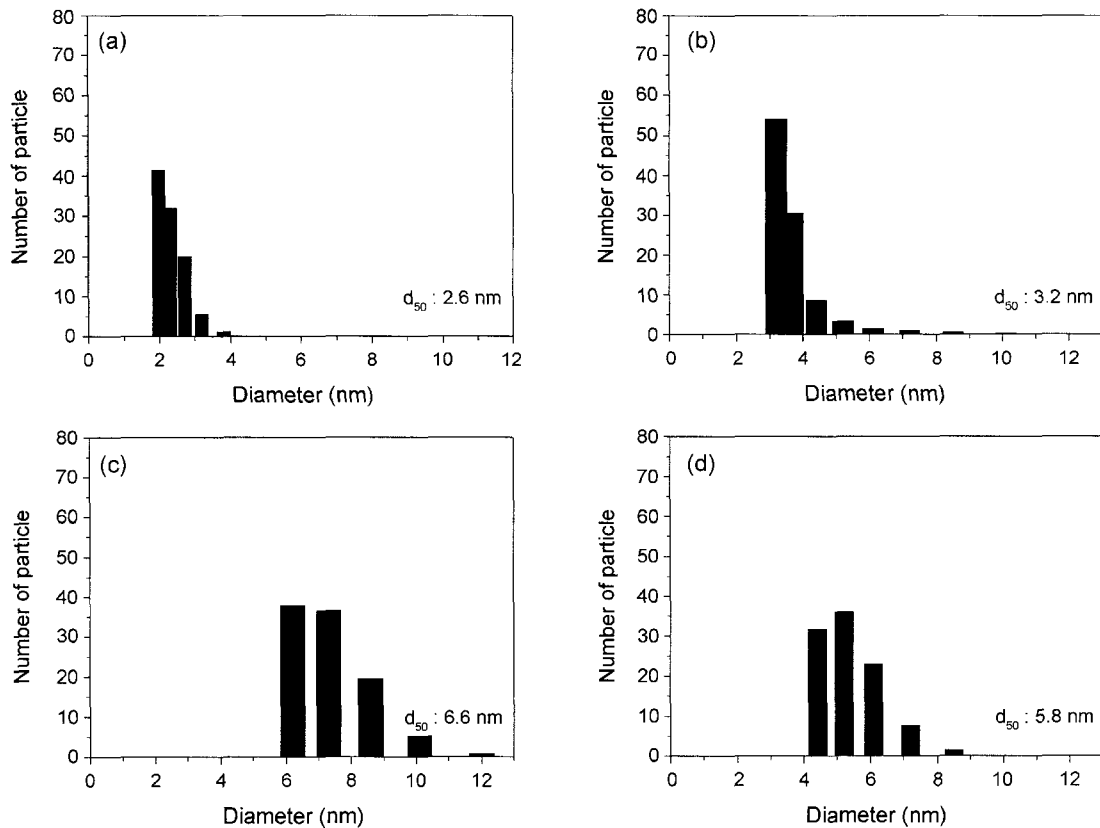 (a)
80
70
60
50
40
30
20
10
0
Number of particle
d50 : 2.6 nm
0 2 4 6 8 10 12
Diameter (nm)
(b)
80
70
60
50
40
30
20
10
0
Number of particle
d50 : 3.2 nm
0 2 4 6 8 10 12
Diameter (nm)
(c)
80
70
60
50
40
30
20
10
0
Number of particle
d50 : 6.6 nm
0 2 4 6 8 10 12
Diameter (nm)
(d)
80
70
60
50
40
30
20
10
0
Number of particle
d50 : 5.8 nm
0 2 4 6 8 10 12
Diameter (nm)